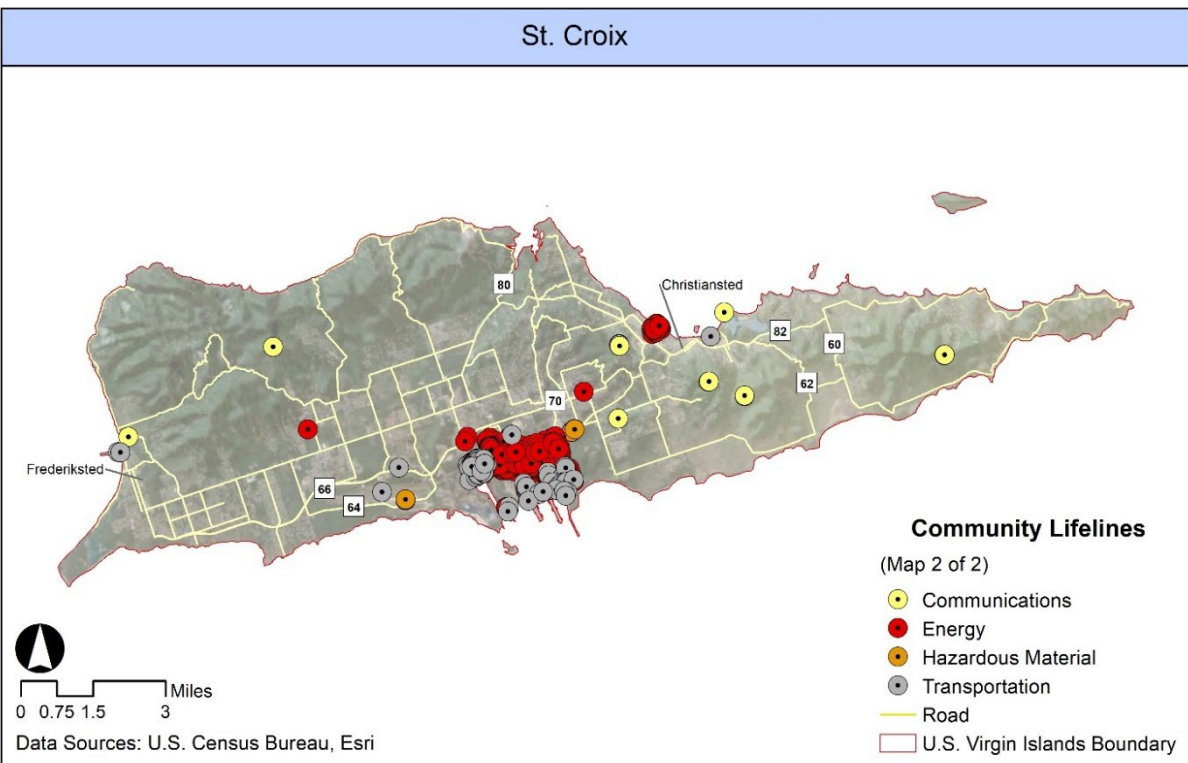 St. Croix
80
Christiansted
82
60
62
70
Frederiksted
66
64
Community Lifelines
(Map 2 of 2)
Communications
Energy
Hazardous Material
Transportation
Road
U.S. Virgin Islands Boundary
Miles
0 0.75 1.5 3
Data Sources: U.S. Census Bureau, Esri